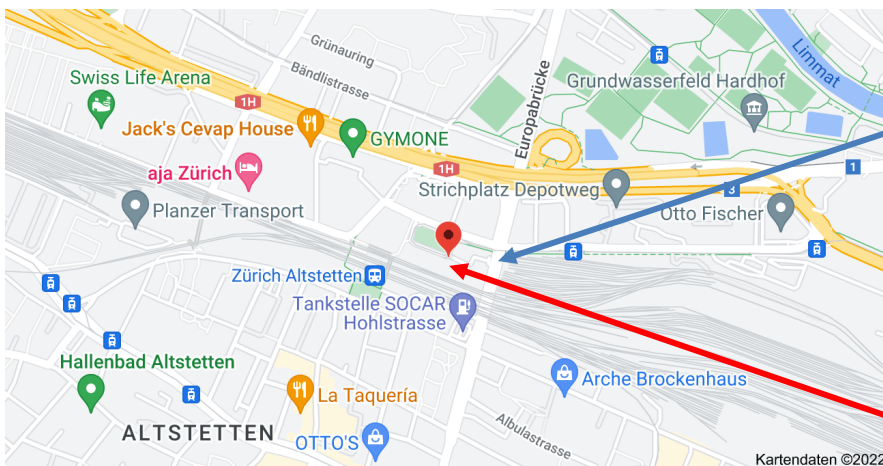 Grünauring
Bändlistrasse
Swiss Life Arena
1H
Jack's Cevap House
GYMONE
aja Zürich
1H
Planzer Transport
Europabrücke
Limmat
Grundwasserfeld Hardhof
Strichplatz Depotweg
3
1
Otto Fischer
Zürich Altstetten
Tankstelle SOCAR
Hohlstrasse
Hallenbad Altstetten
La Taquería
Arche Brockenhaus
ALTSTETTEN
OTTO'S
Albulastrasse
Kartendaten ©2022